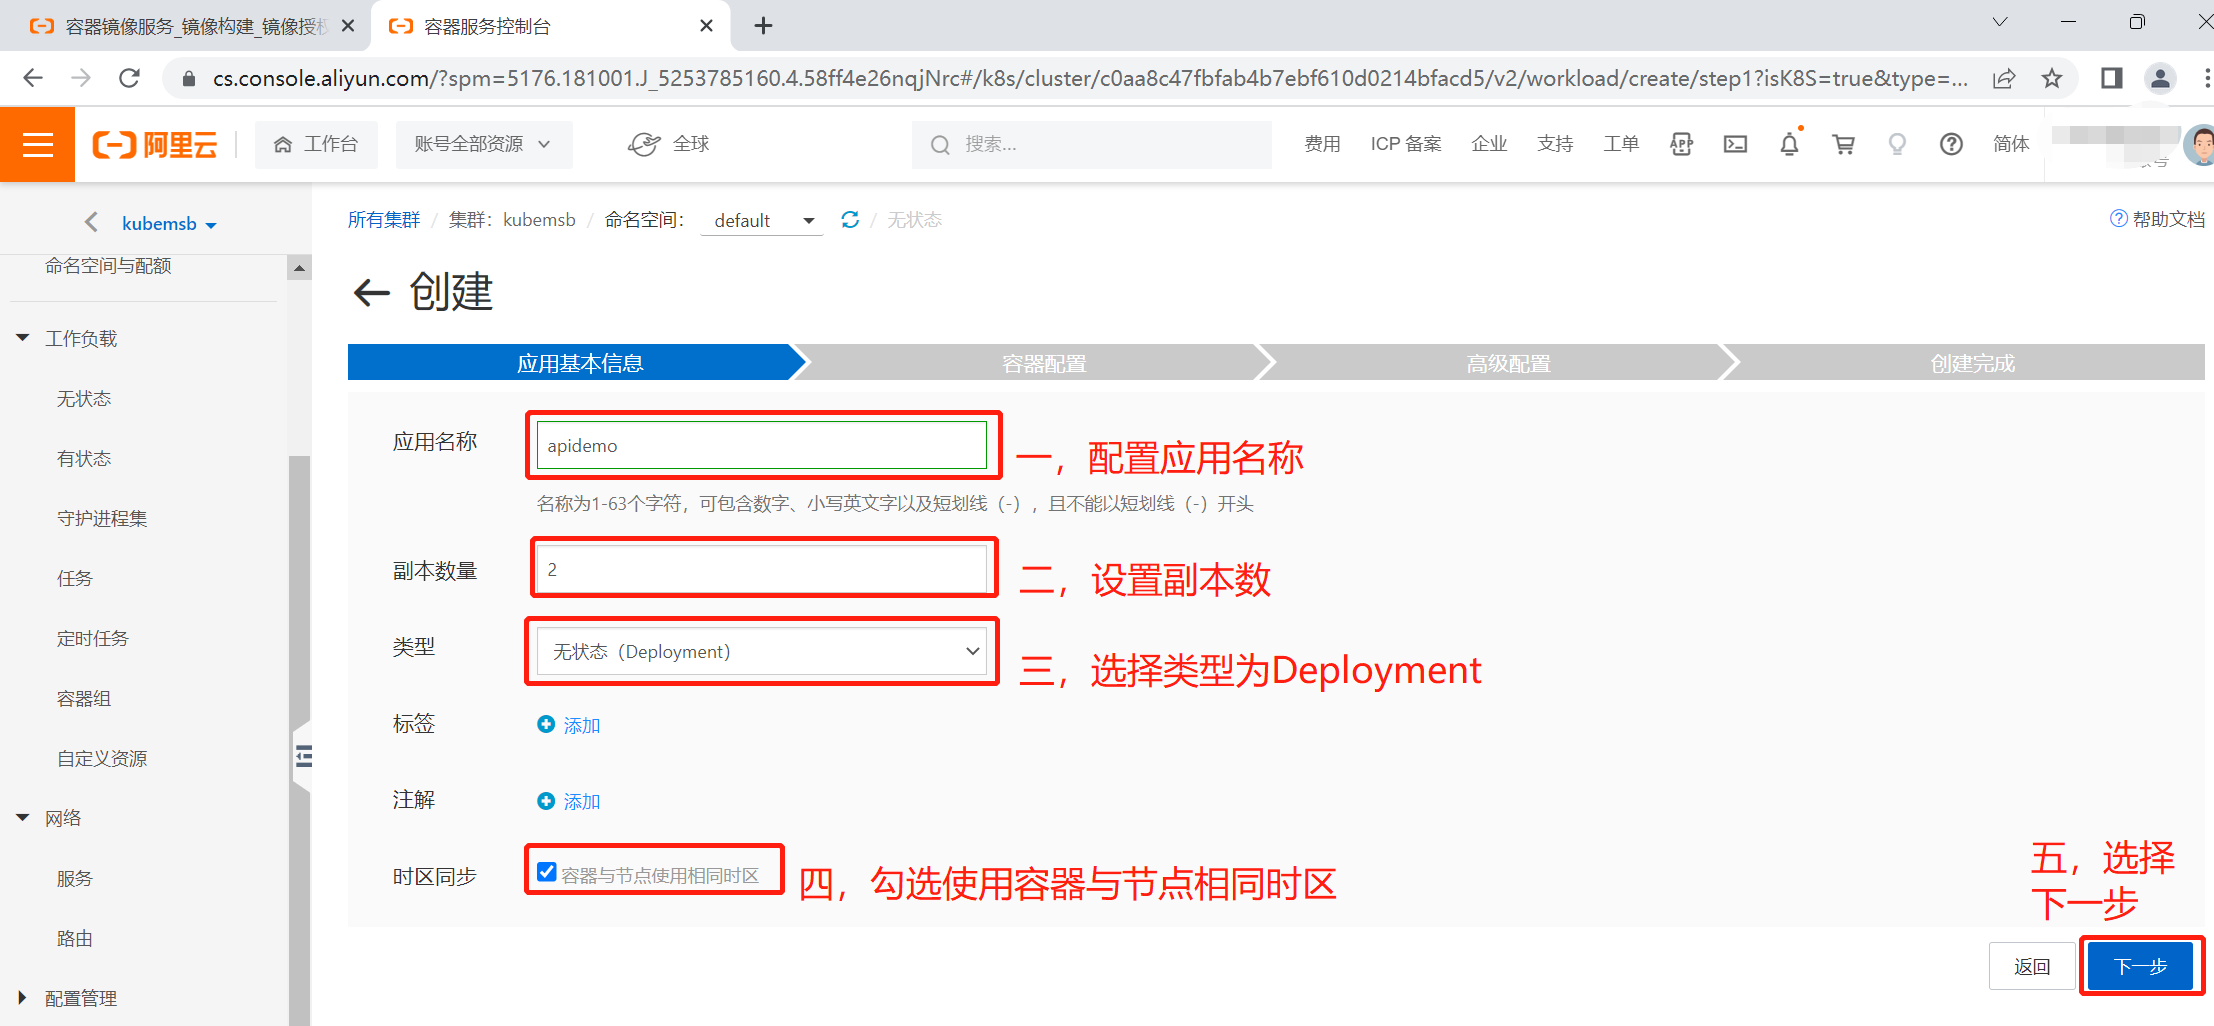 容器镜像服务_镜像构建_镜像授权
容器服务控制台
cs.console.aliyun.com/?spm=5176.181001.J_5253785160.4.58ff4e26nqjNrc#/k8s/cluster/c0aa8c47fbfab4b7ebf610d0214bfacd5/v2/workload/create/step1?isK8S=true&type=...
阿里云 工作台 账号全部资源 全球 搜索... 费用 ICP 备案 企业 支持 工单 APP 简体
kubemsb
所有集群 / 集群：kubemsb / 命名空间： default / 无状态
帮助文档
命名空间与配额
工作负载
无状态
有状态
守护进程集
任务
定时任务
容器组
自定义资源
网络
服务
路由
配置管理
创建
应用基本信息 容器配置 高级配置 创建完成
应用名称 apidemo 一，配置应用名称
名称为1-63个字符，可包含数字、小写英文字以及短划线（-），且不能以短划线（-）开头
副本数量 2 二，设置副本数
类型 无状态（Deployment） 三，选择类型为Deployment
标签 添加
注解 添加
时区同步 容器与节点使用相同时区 四，勾选使用容器与节点相同时区
五，选择
下一步
返回 下一步